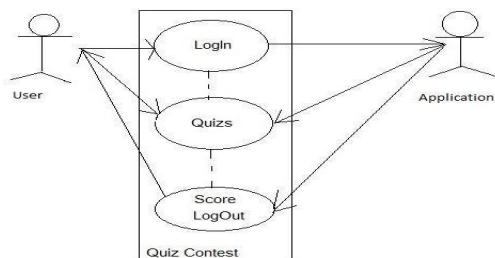 LogIn
User
Application
Quizs
Score
LogOut
Quiz Contest